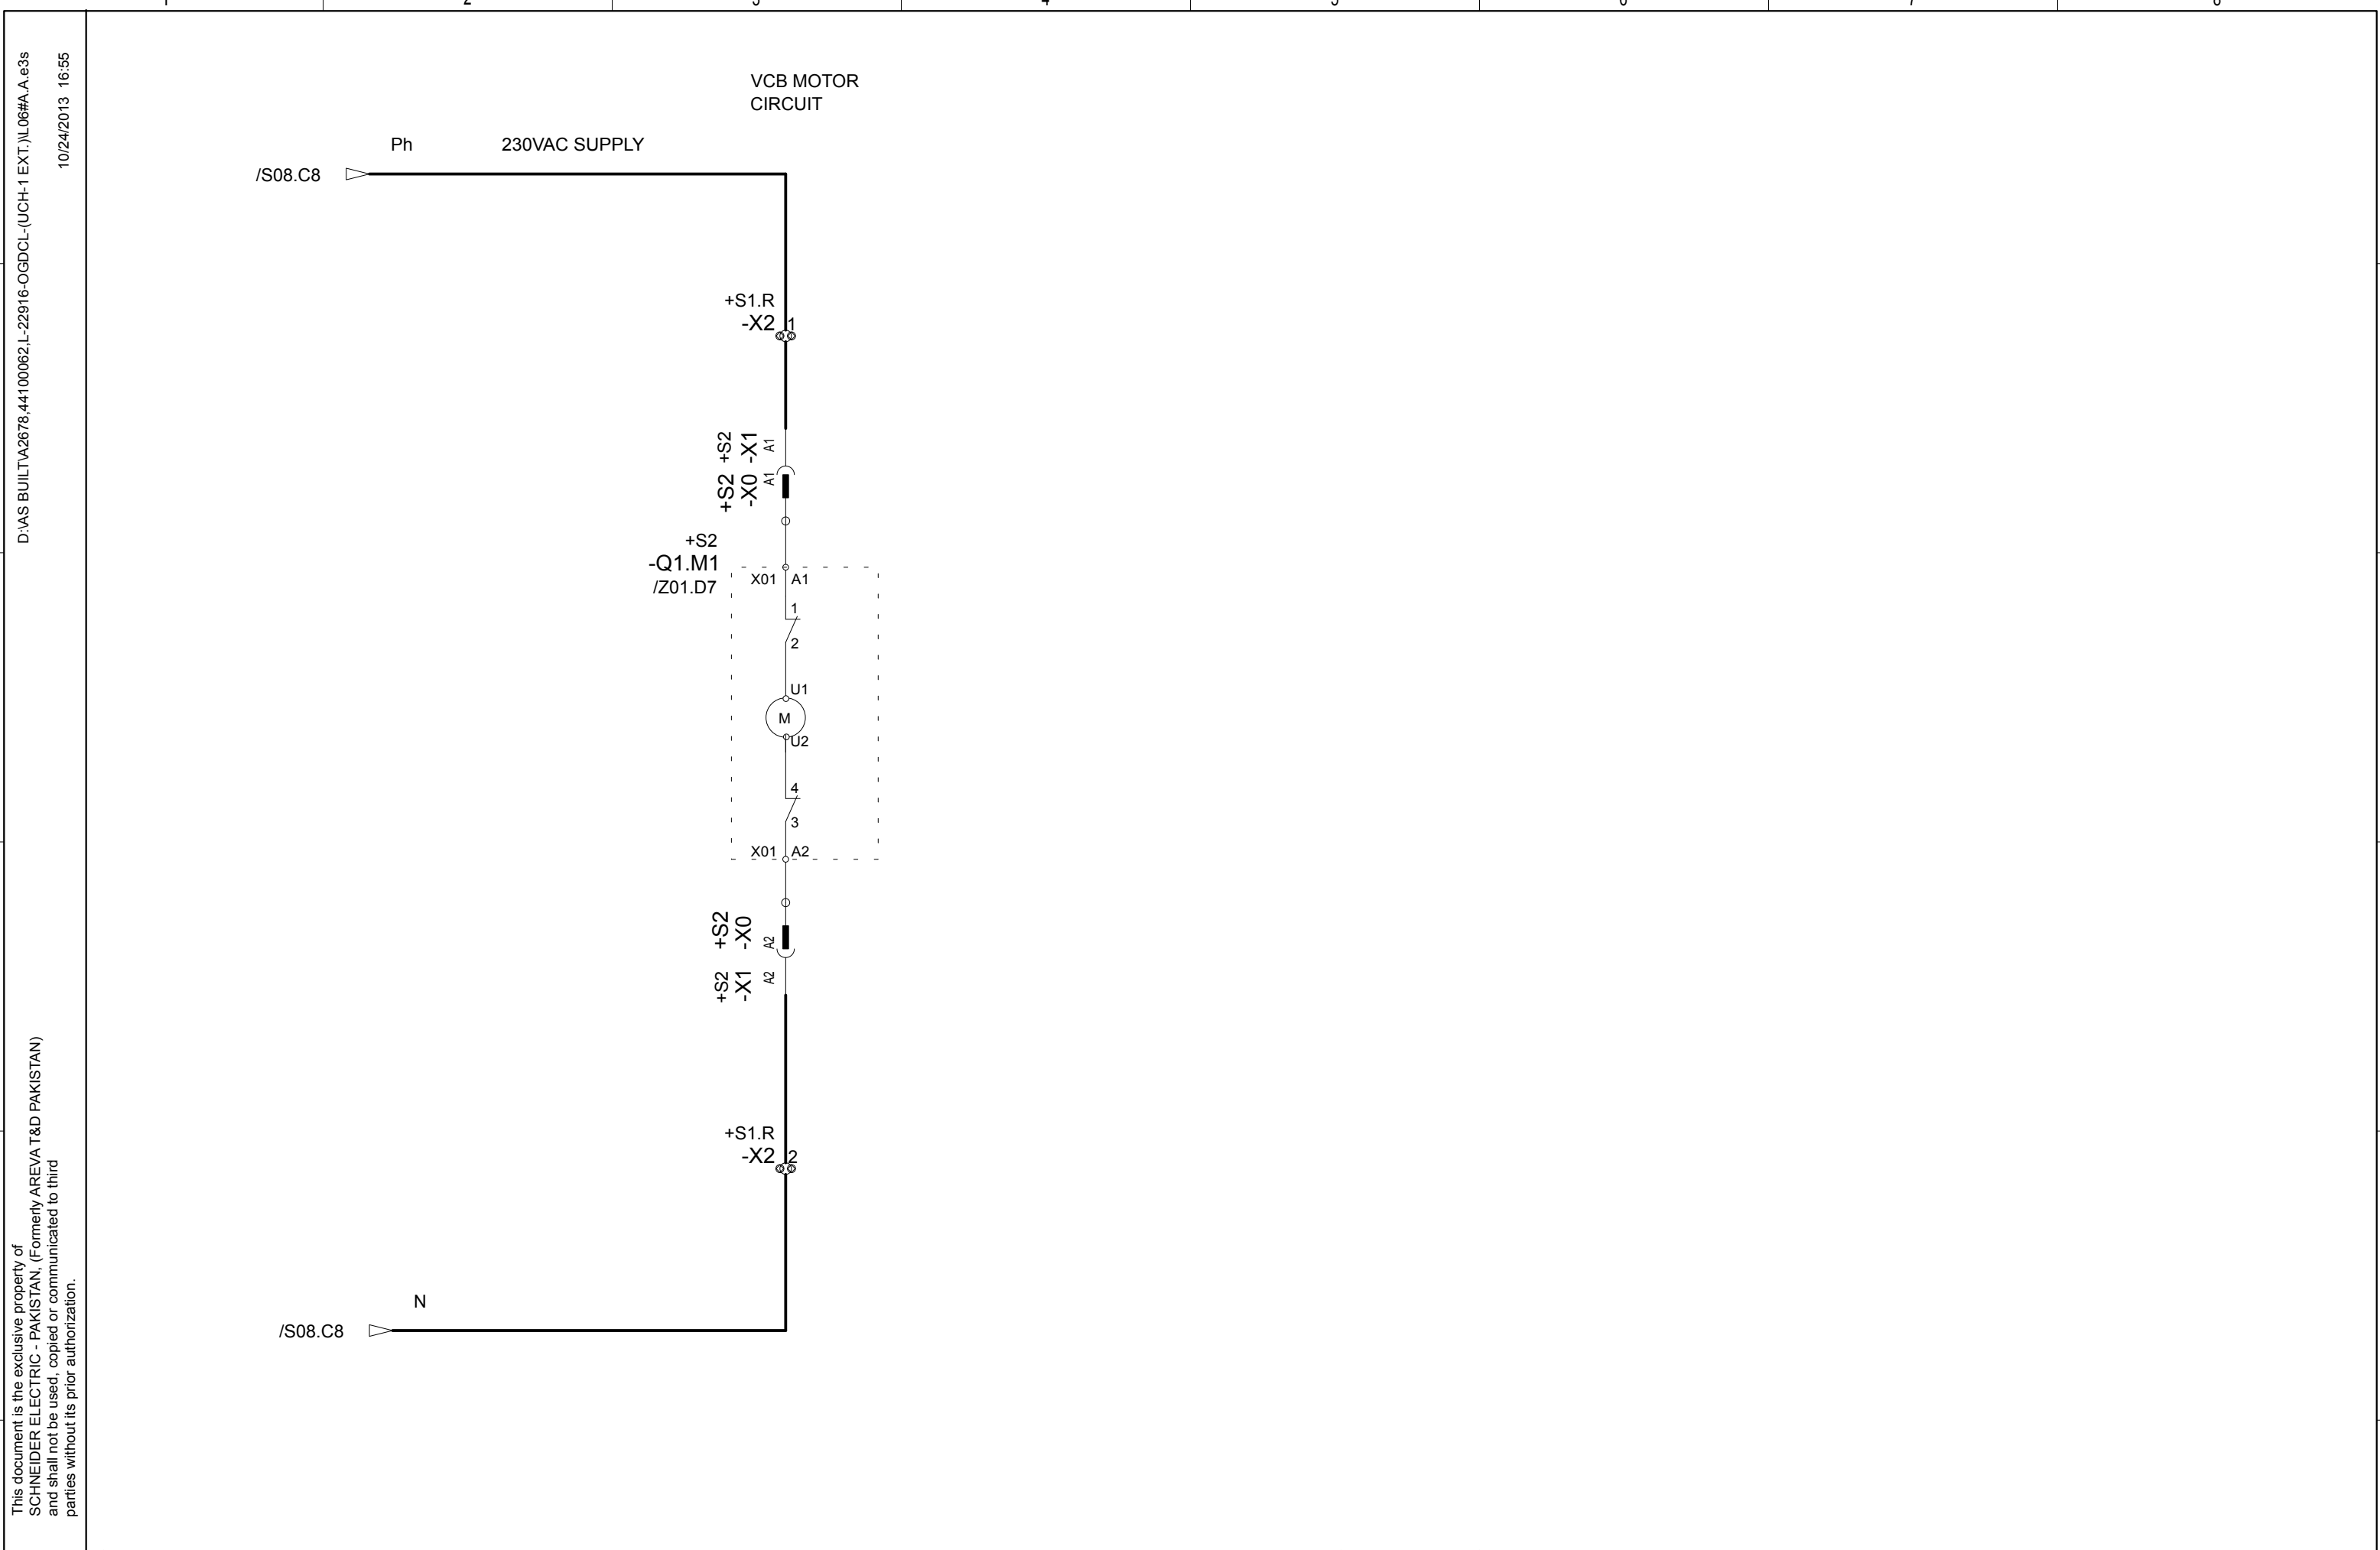 VCB MOTOR
CIRCUIT
Ph
230VAC SUPPLY
/S08.C8
+S1.R
-X2
1
+S2
-X1
A1
+S2
-X0
A1
+S2
-Q1.M1
/Z01.D7
X01
A1
1
2
U1
M
U2
4
3
X01
A2
+S2
-X0
A2
+S2
-X1
A2
+S1.R
-X2
2
N
/S08.C8
D:\AS BUILT\A2678,44100062,L-22916-OGDCL-(UCH-1 EXT.)\L06#A.A.e3s
10/24/2013 16:55
This document is the exclusive property of
SCHNEIDER ELECTRIC - PAKISTAN, (Formerly AREVA T&D PAKISTAN)
and shall not be used, copied or communicated to third
parties without its prior authorization.